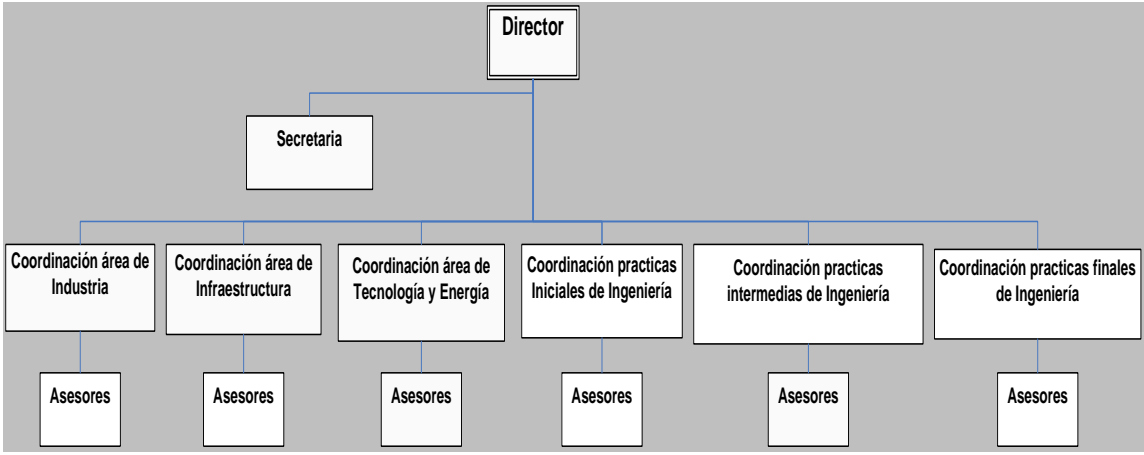 Director
Secretaria
Coordinación área de
Industria
Coordinación área de
Infraestructura
Coordinación área de
Tecnología y Energía
Coordinación practicas
Iniciales de Ingeniería
Coordinación practicas
intermedias de Ingeniería
Coordinación practicas finales
de Ingeniería
Asesores
Asesores
Asesores
Asesores
Asesores
Asesores